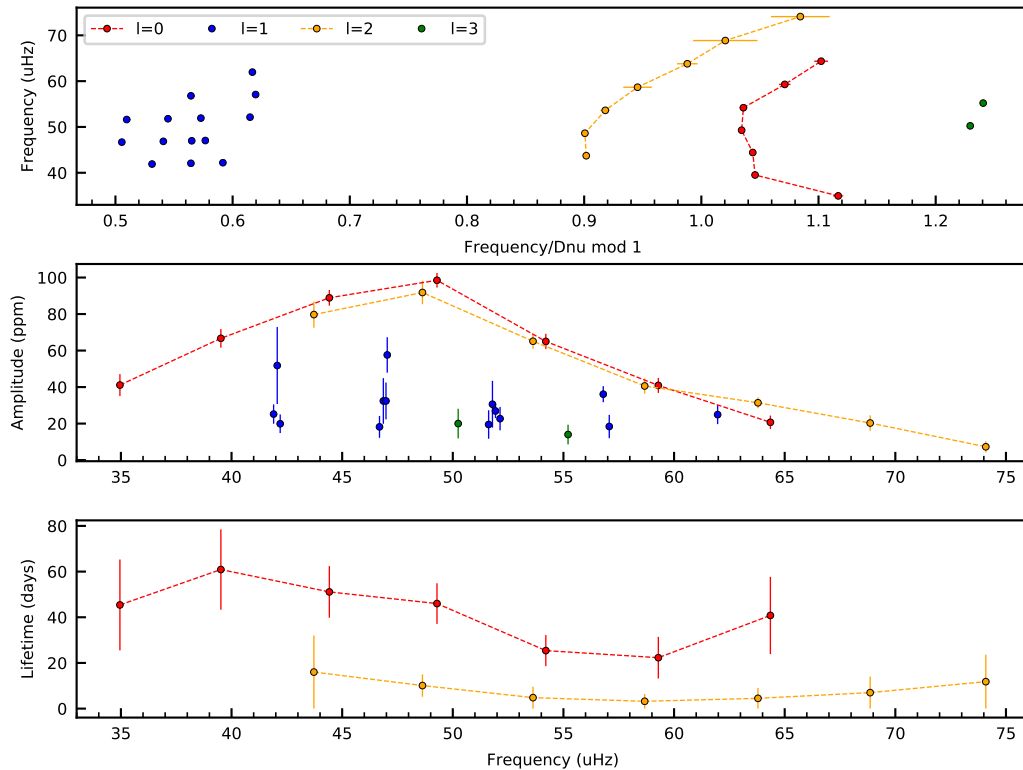 l=0 l=1 l=2 l=3
Frequency (uHz)
70
60
50
40
0.5 0.6 0.7 0.8 0.9 1.0 1.1 1.2
Frequency/Dnu mod 1
Amplitude (ppm)
100
80
60
40
20
0
35 40 45 50 55 60 65 70 75
Lifetime (days)
80
60
40
20
0
35 40 45 50 55 60 65 70 75
Frequency (uHz)